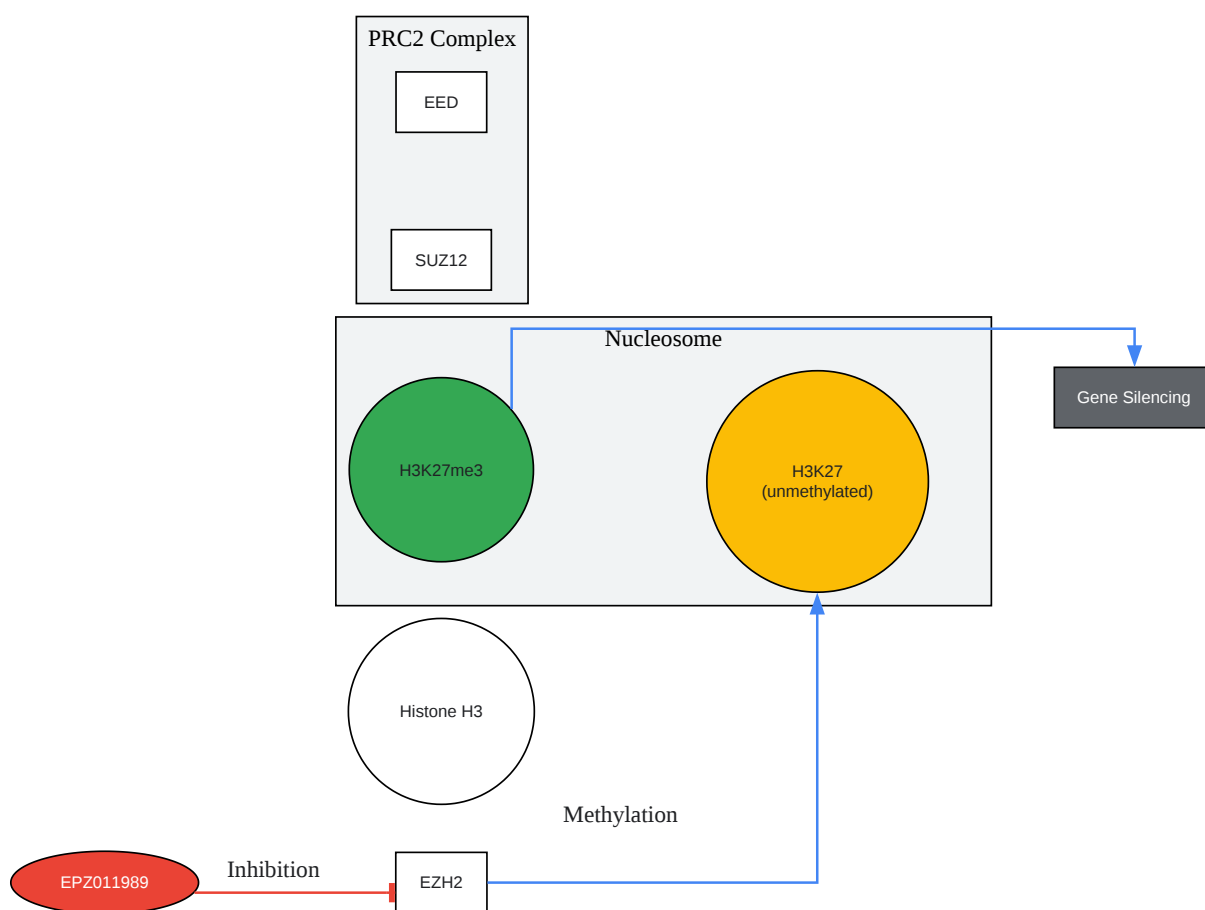 PRC2 Complex
EED
SUZ12
Nucleosome
Gene Silencing
H3K27me3
H3K27
(unmethylated)
Histone H3
Methylation
Inhibition
EPZ011989
EZH2